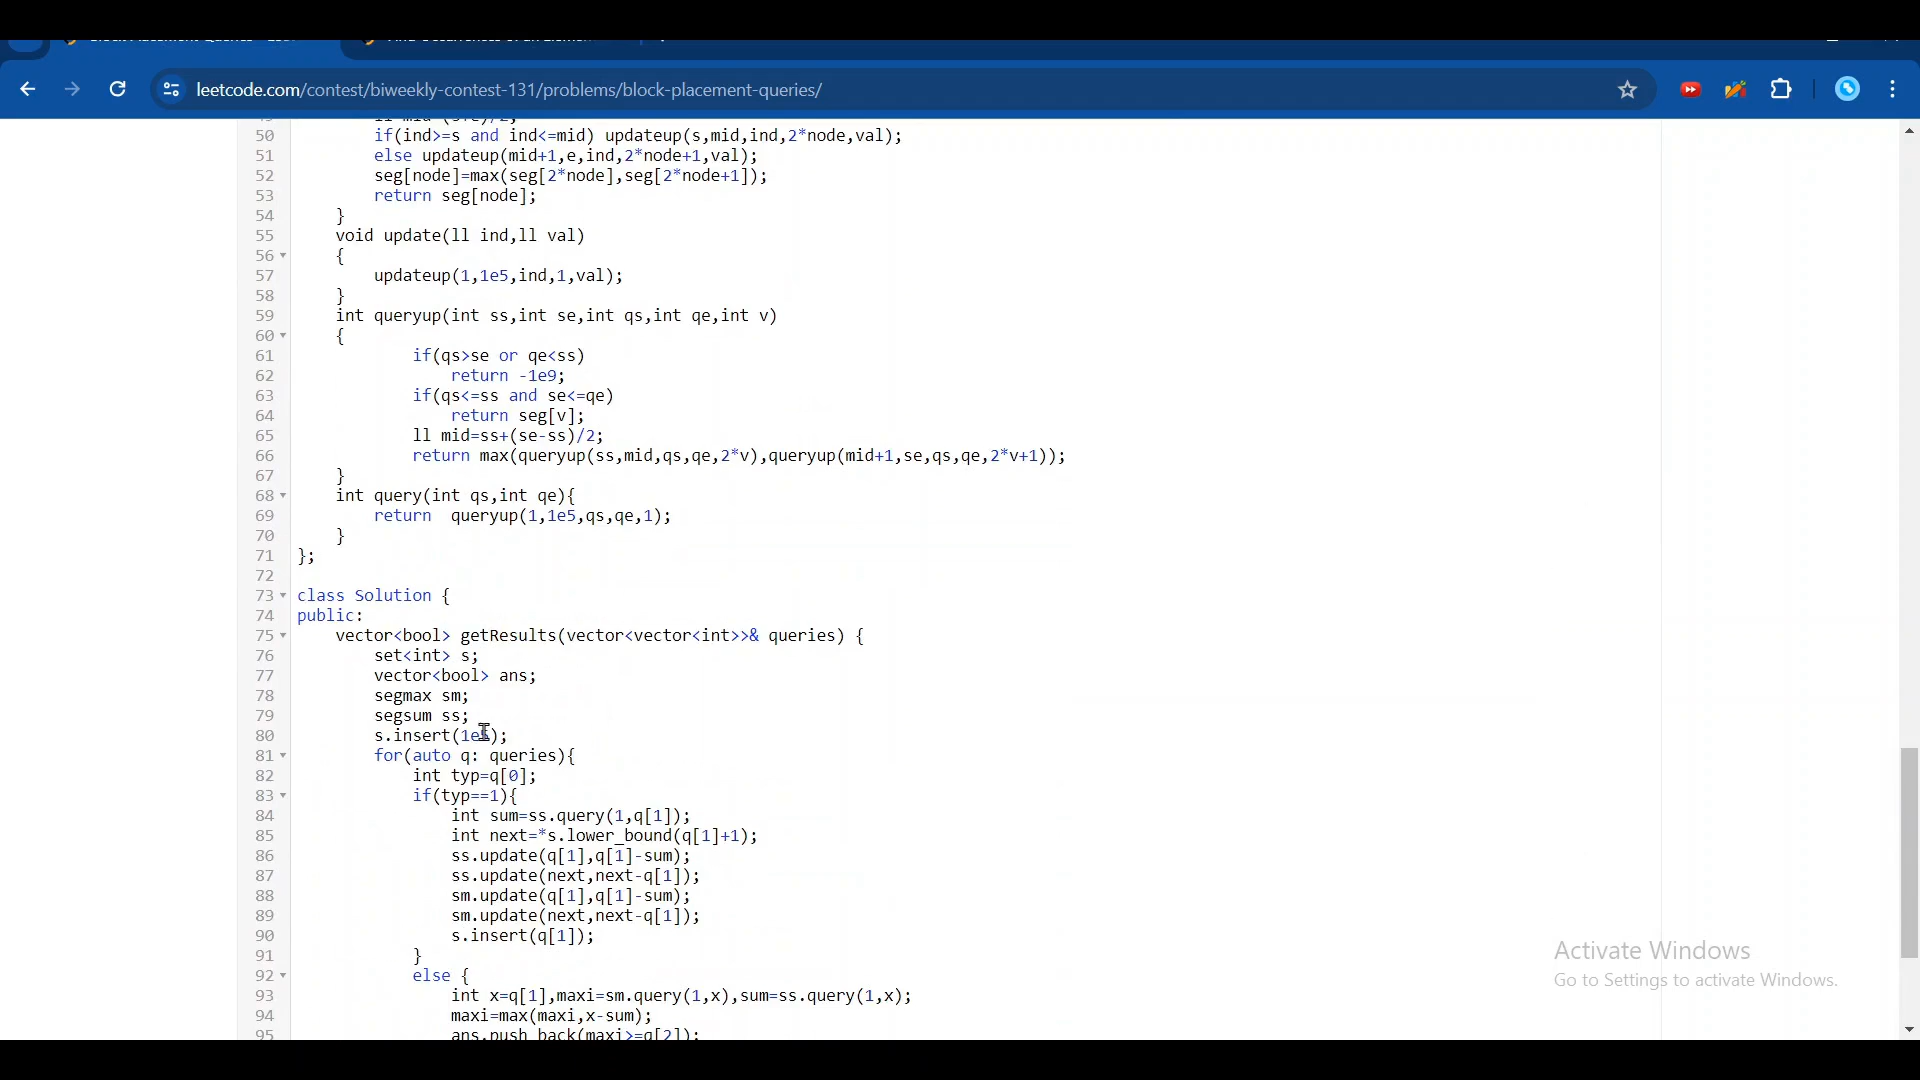 leetcode.com/contest/biweekly-contest-131/problems/block-placement-queries/
50 if(ind>=s and ind<=mid) updateup(s,mid,ind,2*node,val);
51 else updateup(mid+1,e,ind,2*node+1,val);
52 seg[node]=max(seg[2*node],seg[2*node+1]);
53 return seg[node];
54 }
55 void update(ll ind,ll val)
56 {
57 updateup(1,1e5,ind,1,val);
58 }
59 int queryup(int ss,int se,int qs,int qe,int v)
60 {
61 if(qs>se or qe<ss)
62 return -1e9;
63 if(qs<=ss and se<=qe)
64 return seg[v];
65 ll mid=ss+(se-ss)/2;
66 return max(queryup(ss,mid,qs,qe,2*v),queryup(mid+1,se,qs,qe,2*v+1));
67 }
68 int query(int qs,int qe){
69 return queryup(1,1e5,qs,qe,1);
70 }
71 };
72
73 class Solution {
74 public:
75 vector<bool> getResults(vector<vector<int>>& queries) {
76 set<int> s;
77 vector<bool> ans;
78 segmax sm;
79 segsum ss;
80 s.insert(1e5);
81 for(auto q: queries){
82 int typ=q[0];
83 if(typ==1){
84 int sum=ss.query(1,q[1]);
85 int next=*s.lower_bound(q[1]+1);
86 ss.update(q[1],q[1]-sum);
87 ss.update(next,next-q[1]);
88 sm.update(q[1],q[1]-sum);
89 sm.update(next,next-q[1]);
90 s.insert(q[1]);
91 }
92 else {
93 int x=q[1],maxi=sm.query(1,x),sum=ss.query(1,x);
94 maxi=max(maxi,x-sum);
95 ans.push_back(maxi>=q[2]);
Activate Windows
Go to Settings to activate Windows.